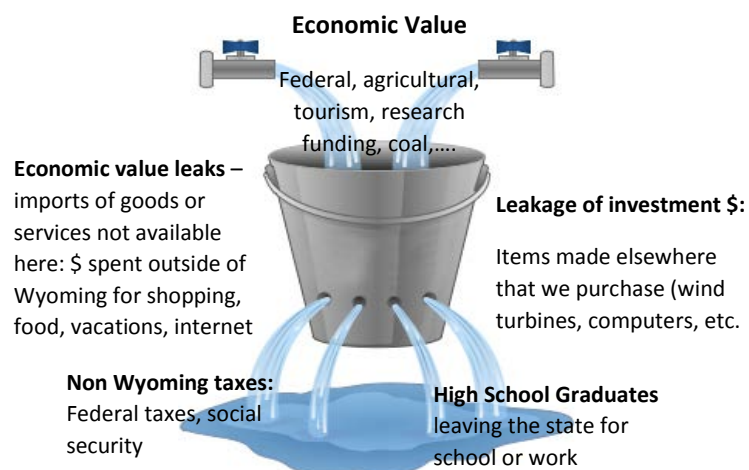 Economic Value
Federal, agricultural,
tourism, research
funding, coal,....
Economic value leaks –
imports of goods or
services not available
here: $ spent outside of
Wyoming for shopping,
food, vacations, internet
Leakage of investment $:
Items made elsewhere
that we purchase (wind
turbines, computers, etc.
Non Wyoming taxes:
Federal taxes, social
security
High School Graduates
leaving the state for
school or work